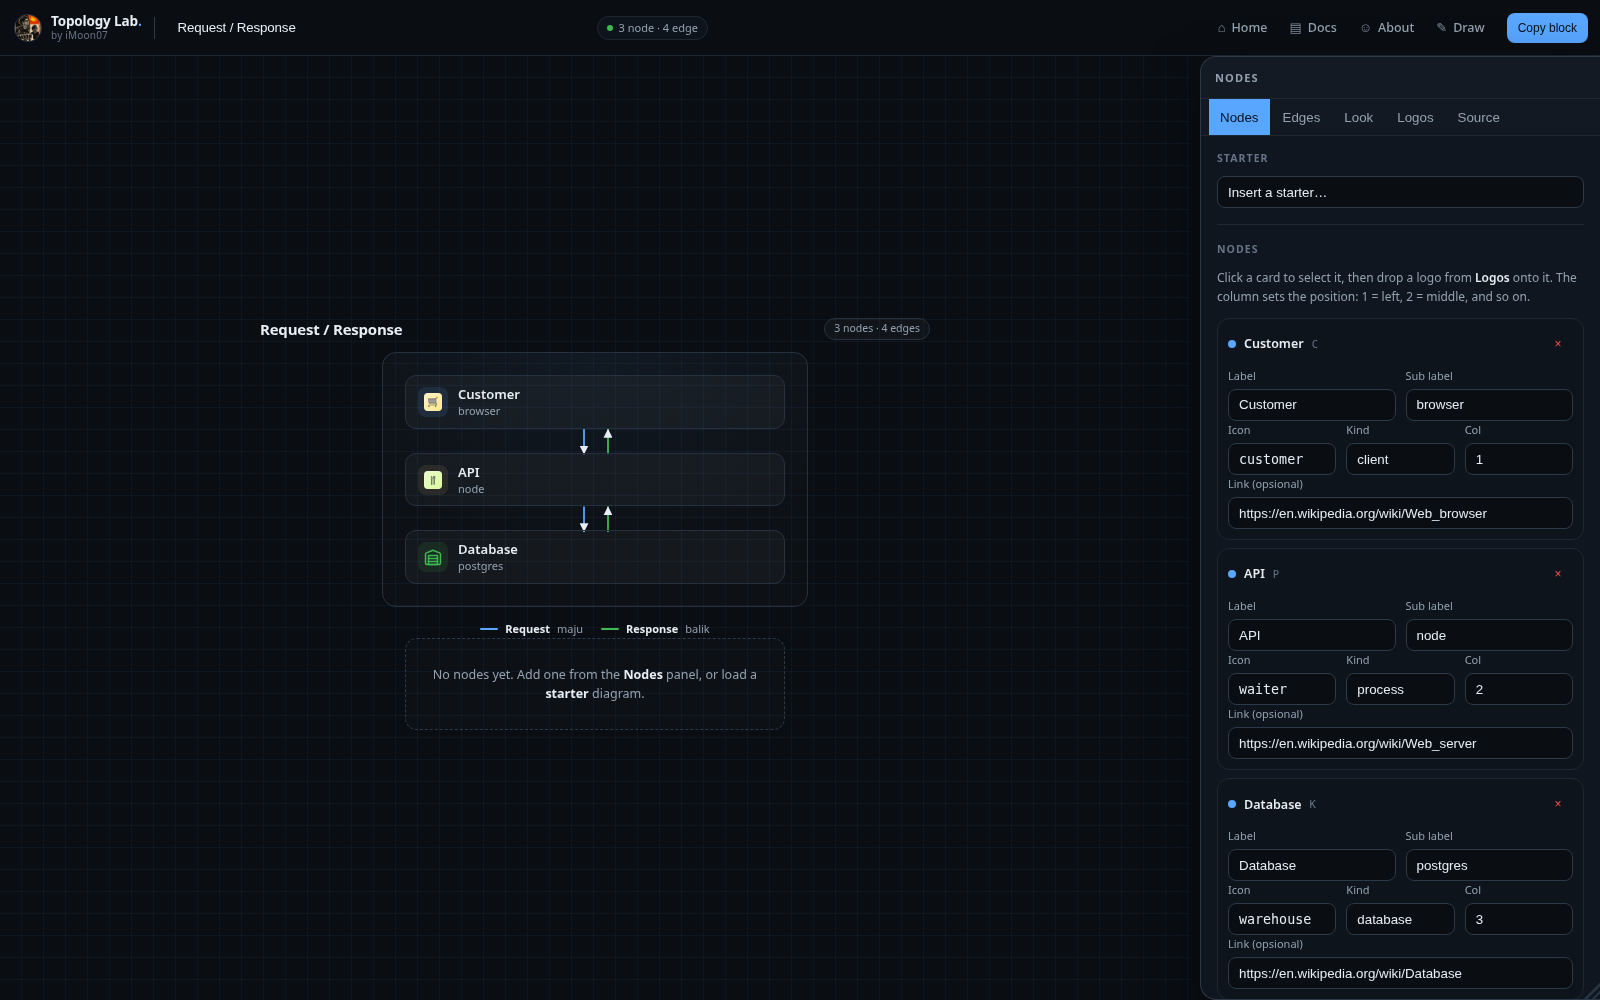 Topology Lab.
by iMoon07
Request / Response
3 node · 4 edge
Home
Docs
About
Draw
Copy block
Request / Response
3 nodes · 4 edges
Customer
browser
API
node
Database
postgres
Request maju
Response balik
No nodes yet. Add one from the Nodes panel, or load a
starter diagram.
NODES
Nodes
Edges
Look
Logos
Source
STARTER
Insert a starter…
NODES
Click a card to select it, then drop a logo from Logos onto it. The
column sets the position: 1 = left, 2 = middle, and so on.
Customer C ×
Label
Sub label
Customer
browser
Icon
Kind
Col
customer
client
1
Link (opsional)
https://en.wikipedia.org/wiki/Web_browser
API P ×
Label
Sub label
API
node
Icon
Kind
Col
waiter
process
2
Link (opsional)
https://en.wikipedia.org/wiki/Web_server
Database K ×
Label
Sub label
Database
postgres
Icon
Kind
Col
warehouse
database
3
Link (opsional)
https://en.wikipedia.org/wiki/Database